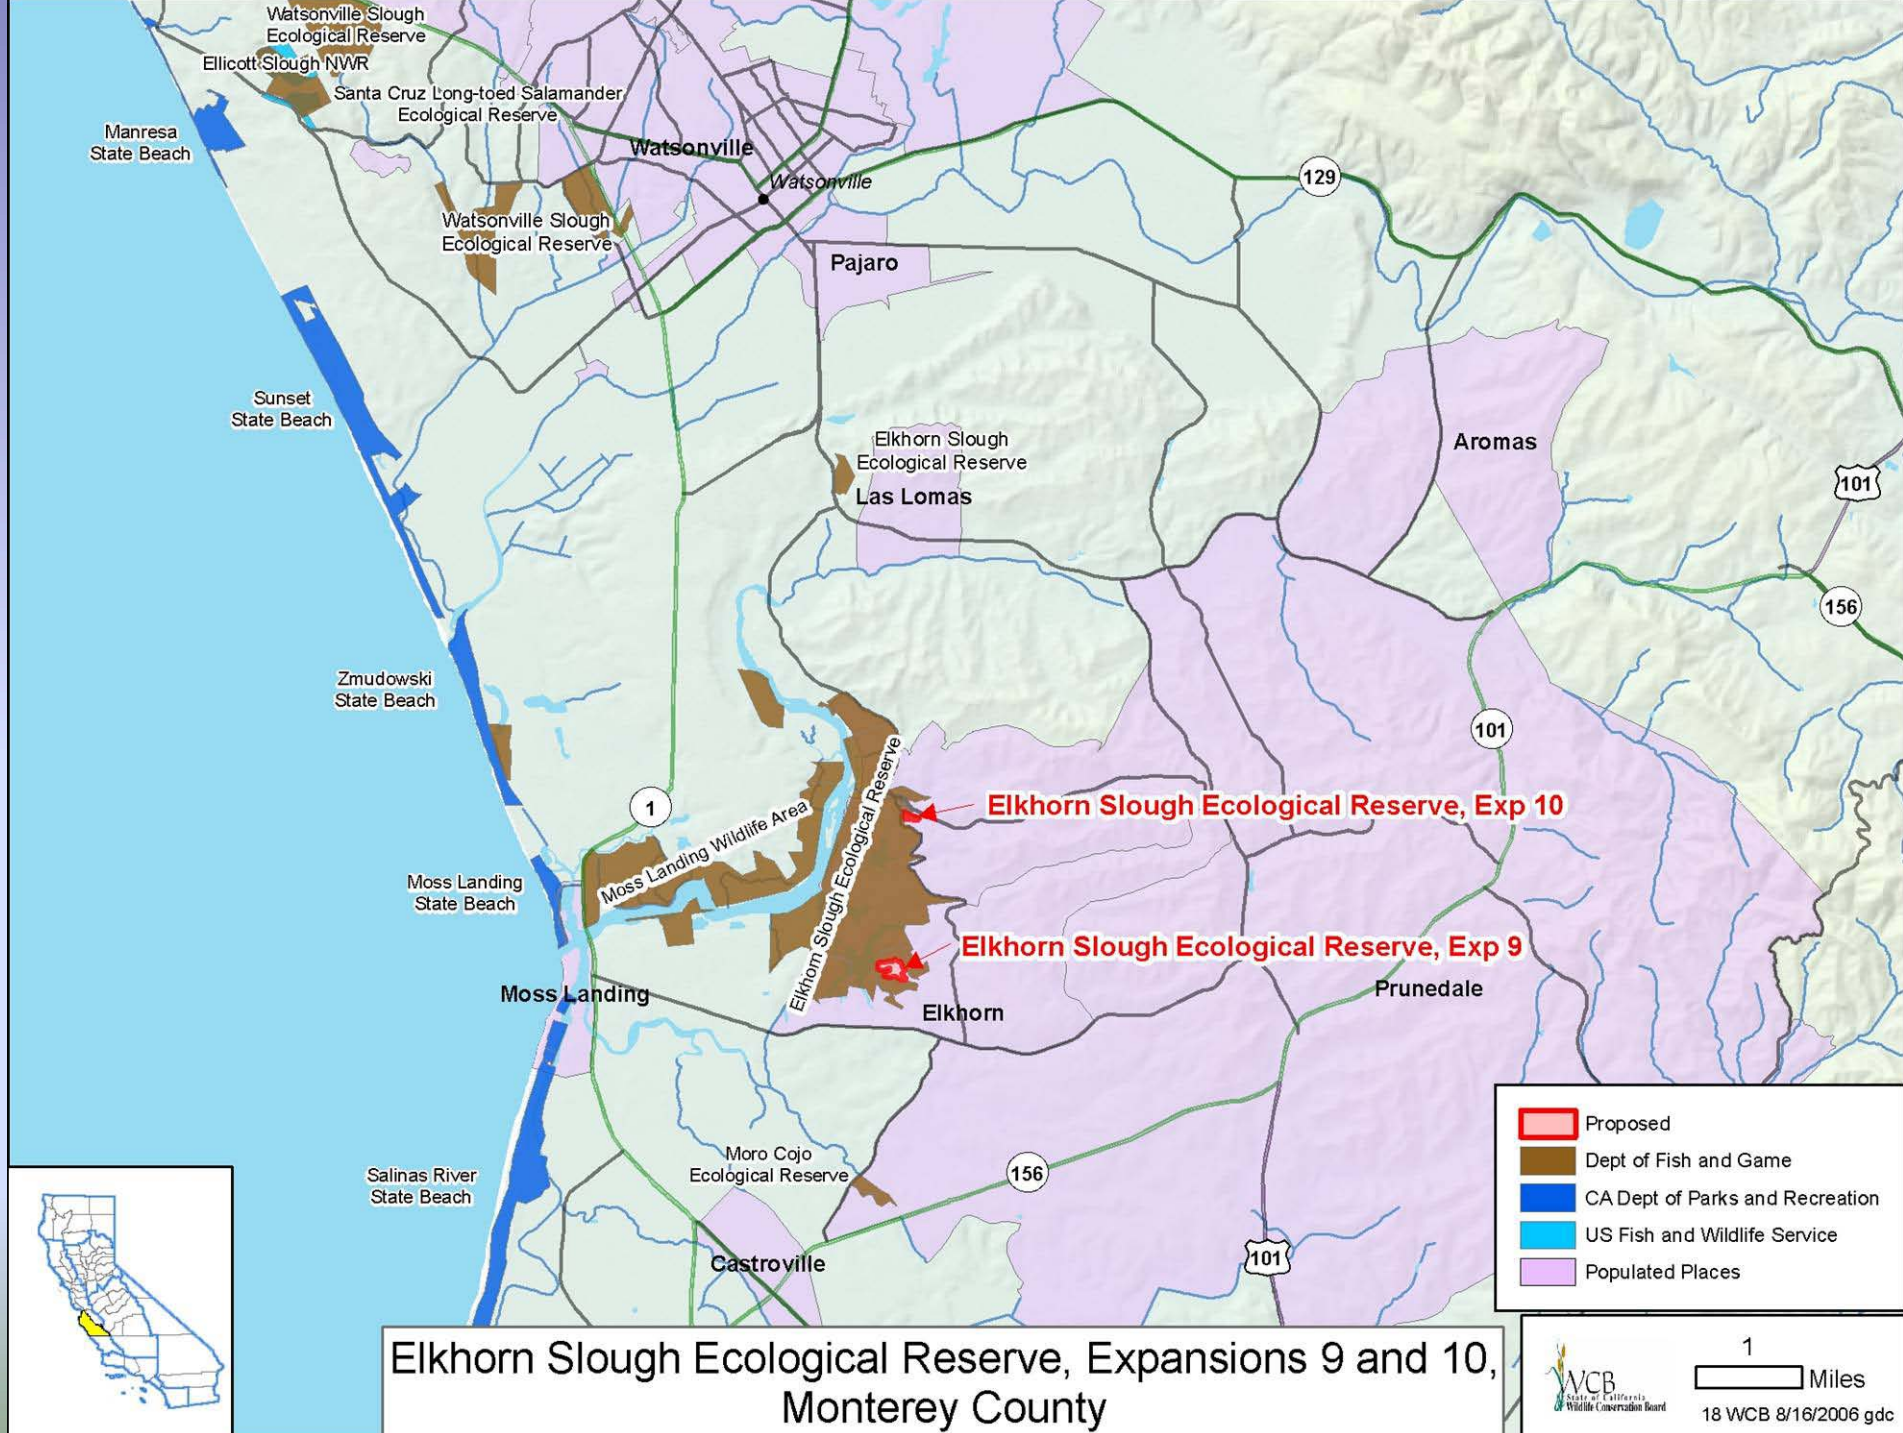 Watsonville Slough
Ecological Reserve
Ellicott Slough NWR
Santa Cruz Long-toed Salamander
Ecological Reserve
Manresa
State Beach
Watsonville
Watsonville
129
Watsonville Slough
Ecological Reserve
Pajaro
Sunset
State Beach
Elkhorn Slough
Ecological Reserve
Las Lomas
Aromas
101
156
Zmudowski
State Beach
101
1
Moss Landing Wildlife Area
Elkhorn Slough Ecological Reserve
Elkhorn Slough Ecological Reserve, Exp 10
Moss Landing
State Beach
Elkhorn Slough Ecological Reserve, Exp 9
Moss Landing
Elkhorn
Prunedale
Moro Cojo
Ecological Reserve
156
Salinas River
State Beach
Castroville
101
Proposed
Dept of Fish and Game
CA Dept of Parks and Recreation
US Fish and Wildlife Service
Populated Places
Elkhorn Slough Ecological Reserve, Expansions 9 and 10,
Monterey County
WCB
State of California
Wildlife Conservation Board
1
Miles
18 WCB 8/16/2006 gdc